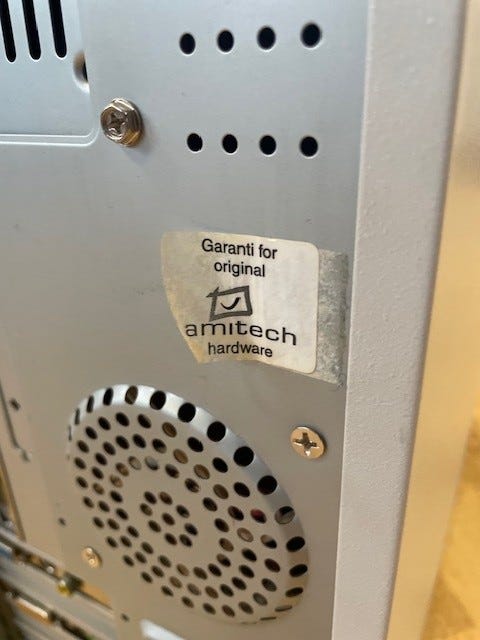 Garanti for
original
amitech
hardware